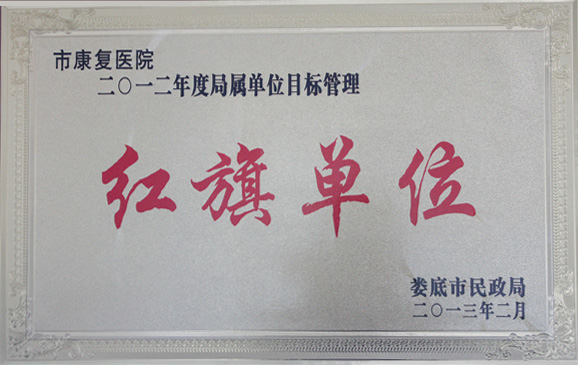 市康复医院
二〇一二年度局属单位目标管理
红旗单位
娄底市民政局
二〇一三年二月